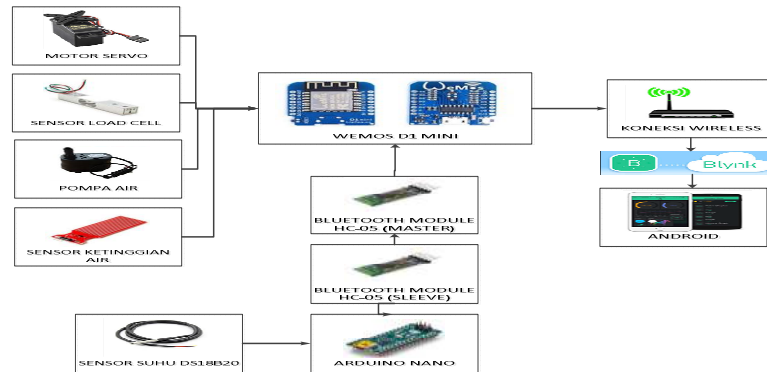 MOTOR SERVO
SENSOR LOAD CELL
POMPA AIR
SENSOR KETINGGIAN
AIR
WEMOS D1 MINI
BLUETOOTH MODULE
HC-05 (MASTER)
BLUETOOTH MODULE
HC-05 (SLEEVE)
SENSOR SUHU DS18B20
ARDUINO NANO
KONEKSI WIRELESS
B
Blynk
ANDROID